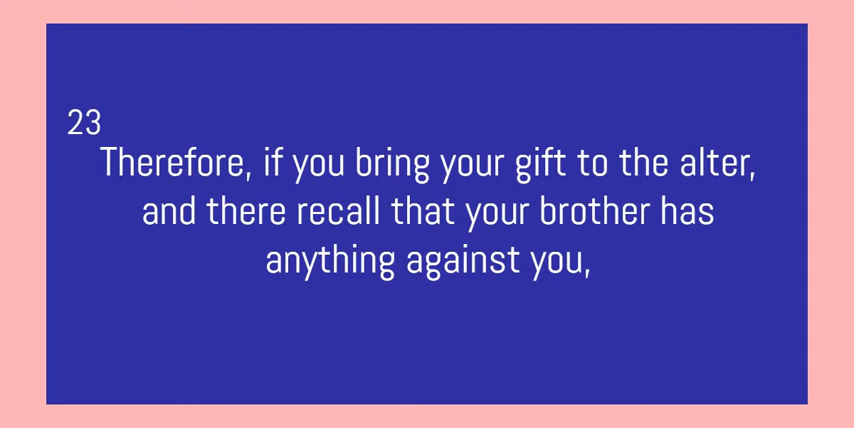 23
Therefore, if you bring your gift to the alter,
and there recall that your brother has
anything against you,